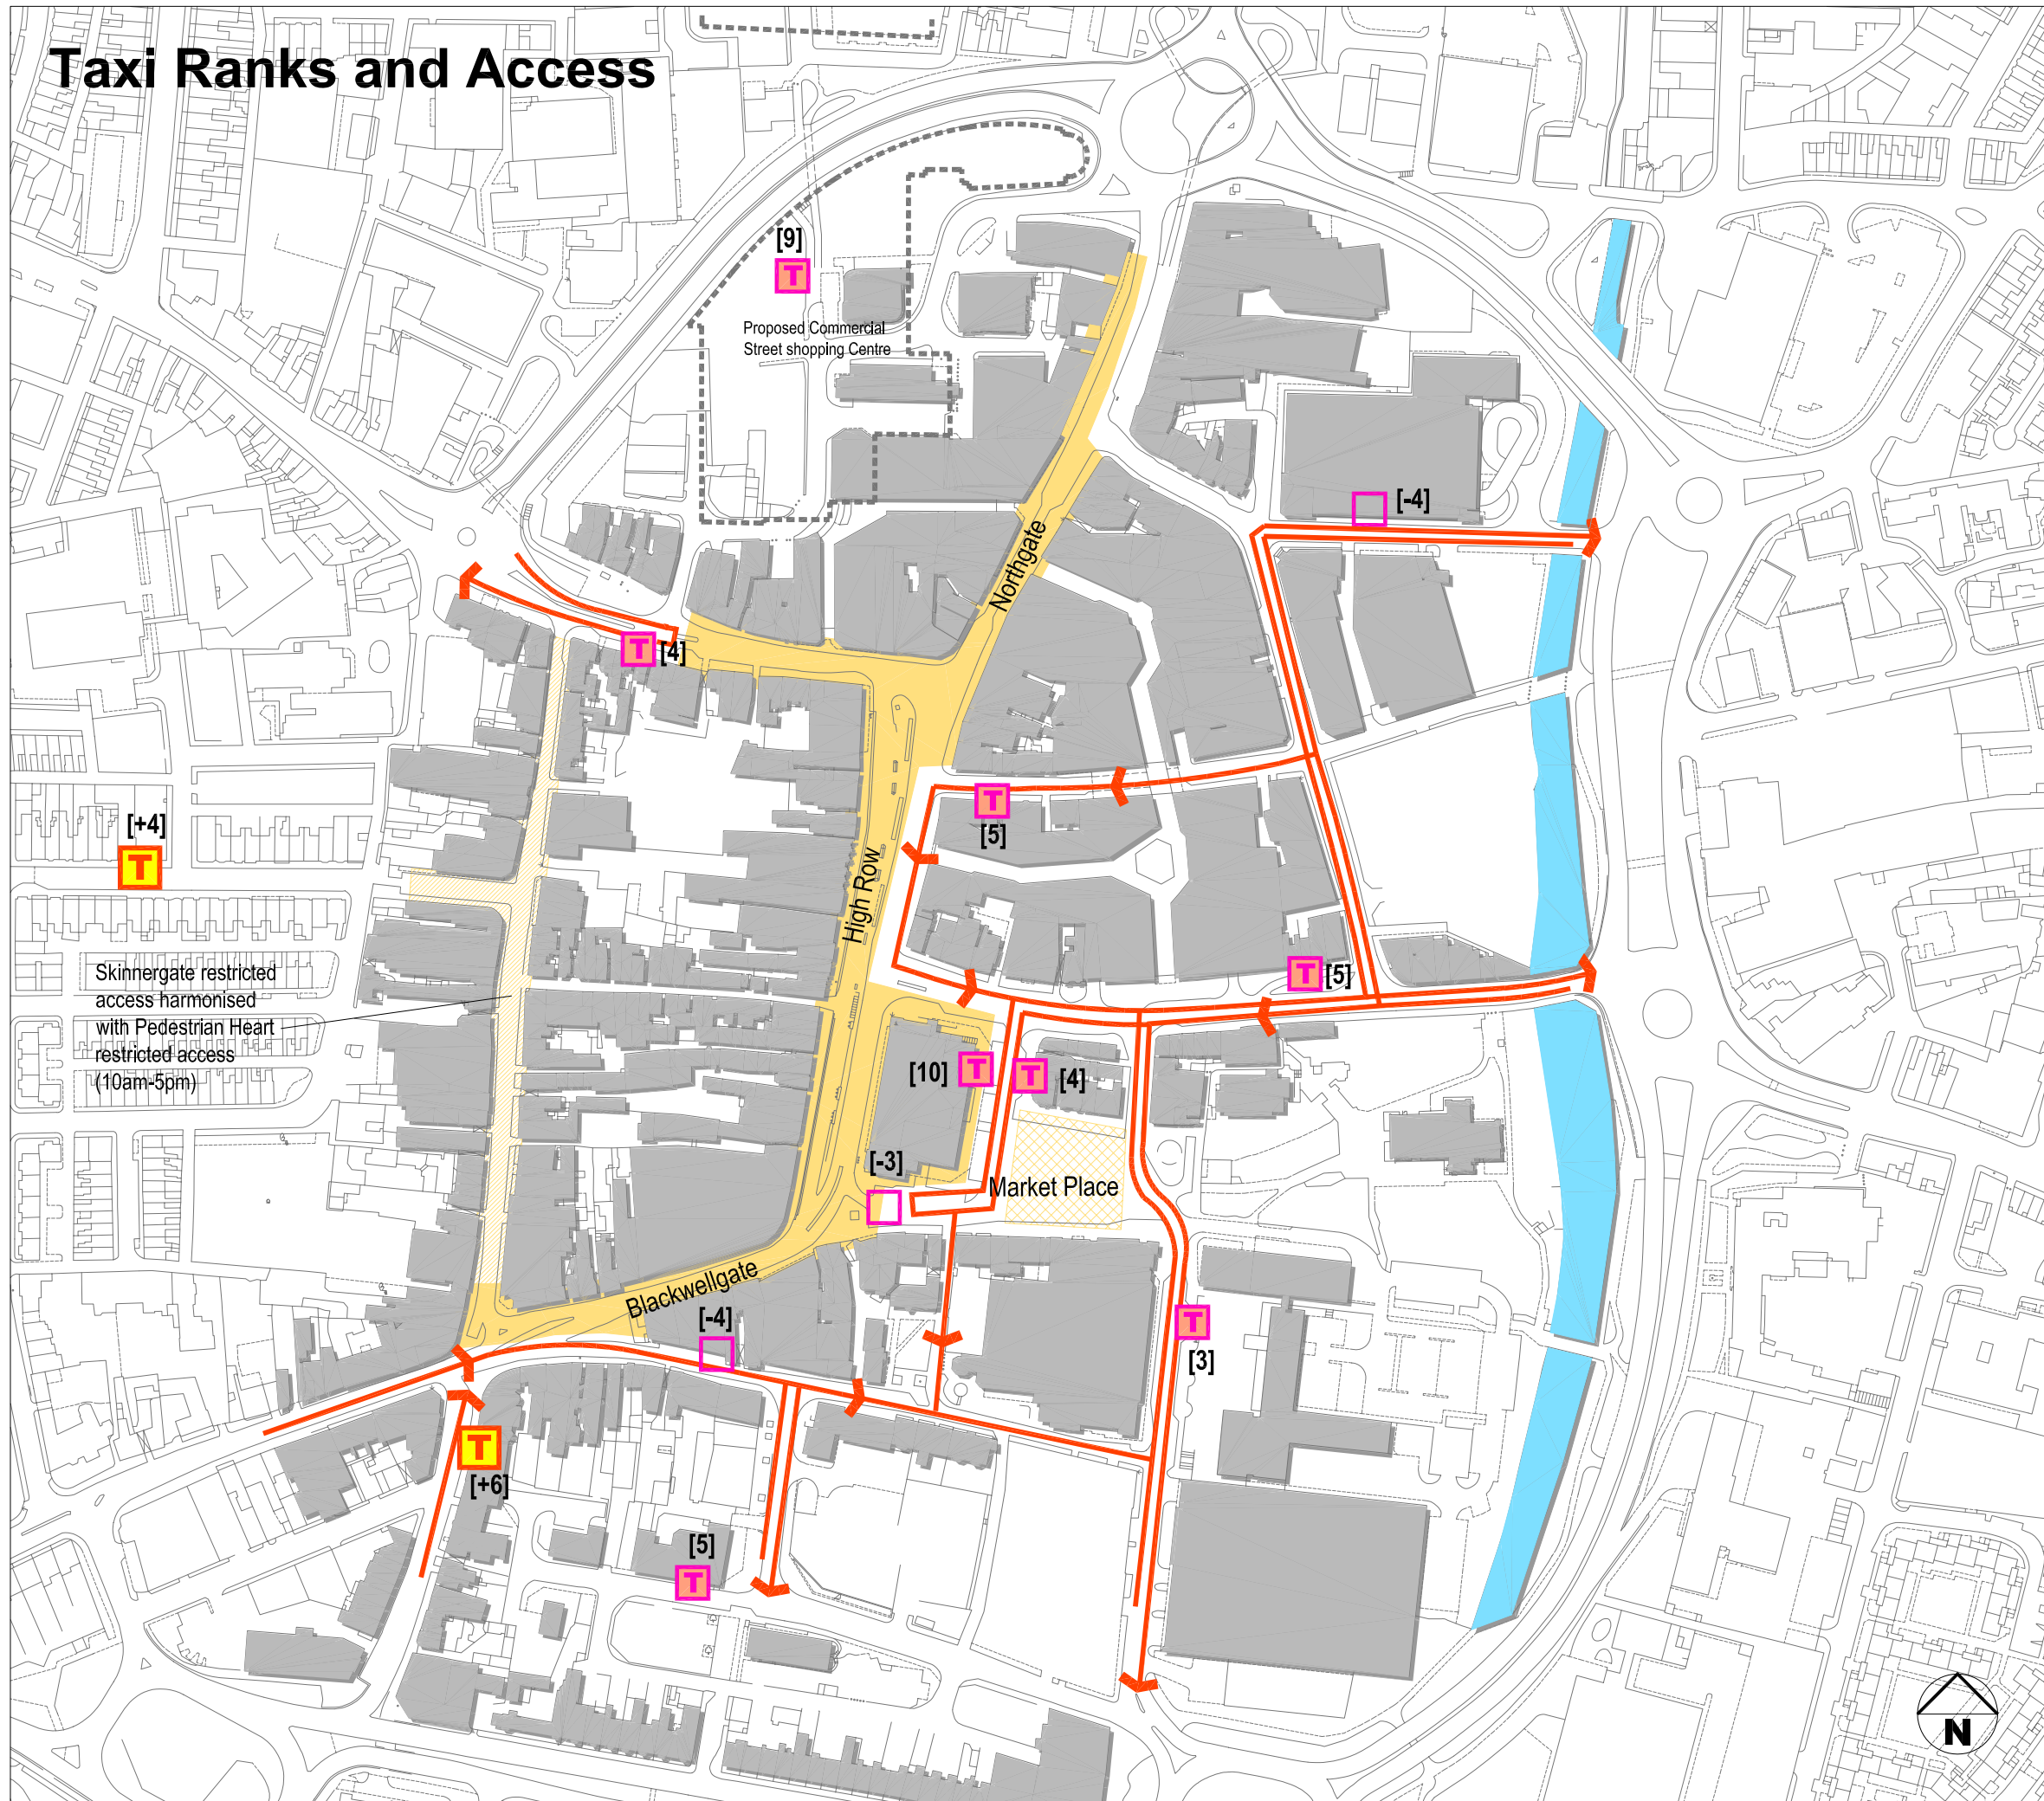 Taxi Ranks and Access
[9]
T
Proposed Commercial
Street shopping Centre
[-4]
Northgate
T
[4]
T
[5]
[+4]
T
High Row
Skinnergate restricted
access harmonised
with Pedestrian Heart
restricted access
(10am-5pm)
T
[5]
[10]
T
T
[4]
[-3]
Market Place
Blackwellgate
[-4]
T
[3]
T
[+6]
[5]
T
N